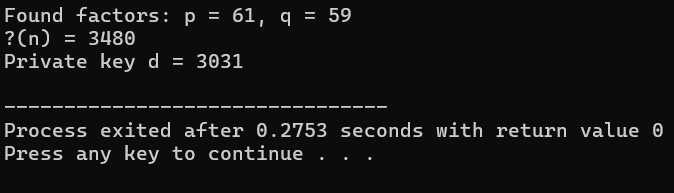 Found factors: p = 61, q = 59
?(n) = 3480
Private key d = 3031
--------------------------------
Process exited after 0.2753 seconds with return value 0
Press any key to continue . . .